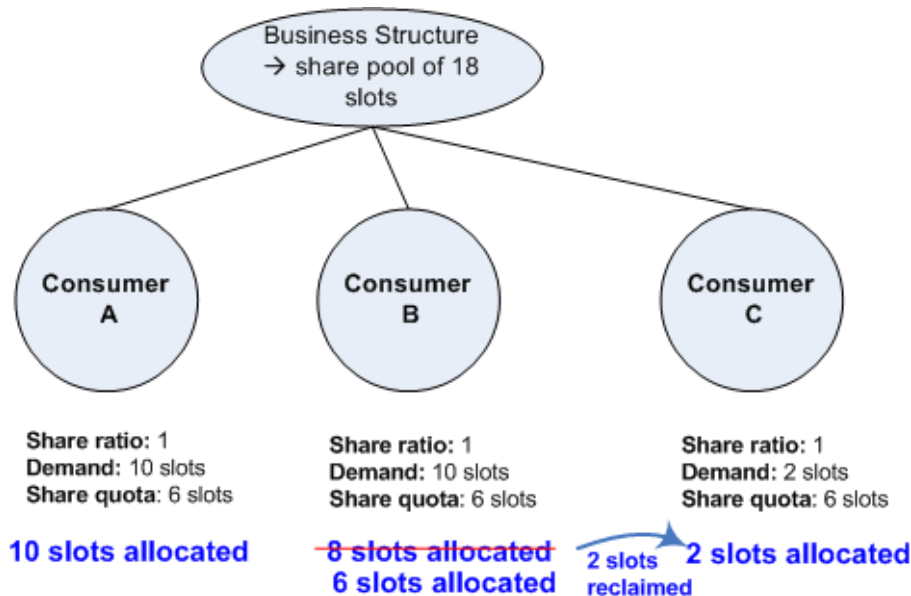 Business Structure
→ share pool of 18
slots
Consumer
A
Consumer
B
Consumer
C
Share ratio: 1
Demand: 10 slots
Share quota: 6 slots
10 slots allocated
Share ratio: 1
Demand: 10 slots
Share quota: 6 slots
8 slots allocated
6 slots allocated
2 slots
reclaimed
Share ratio: 1
Demand: 2 slots
Share quota: 6 slots
2 slots allocated